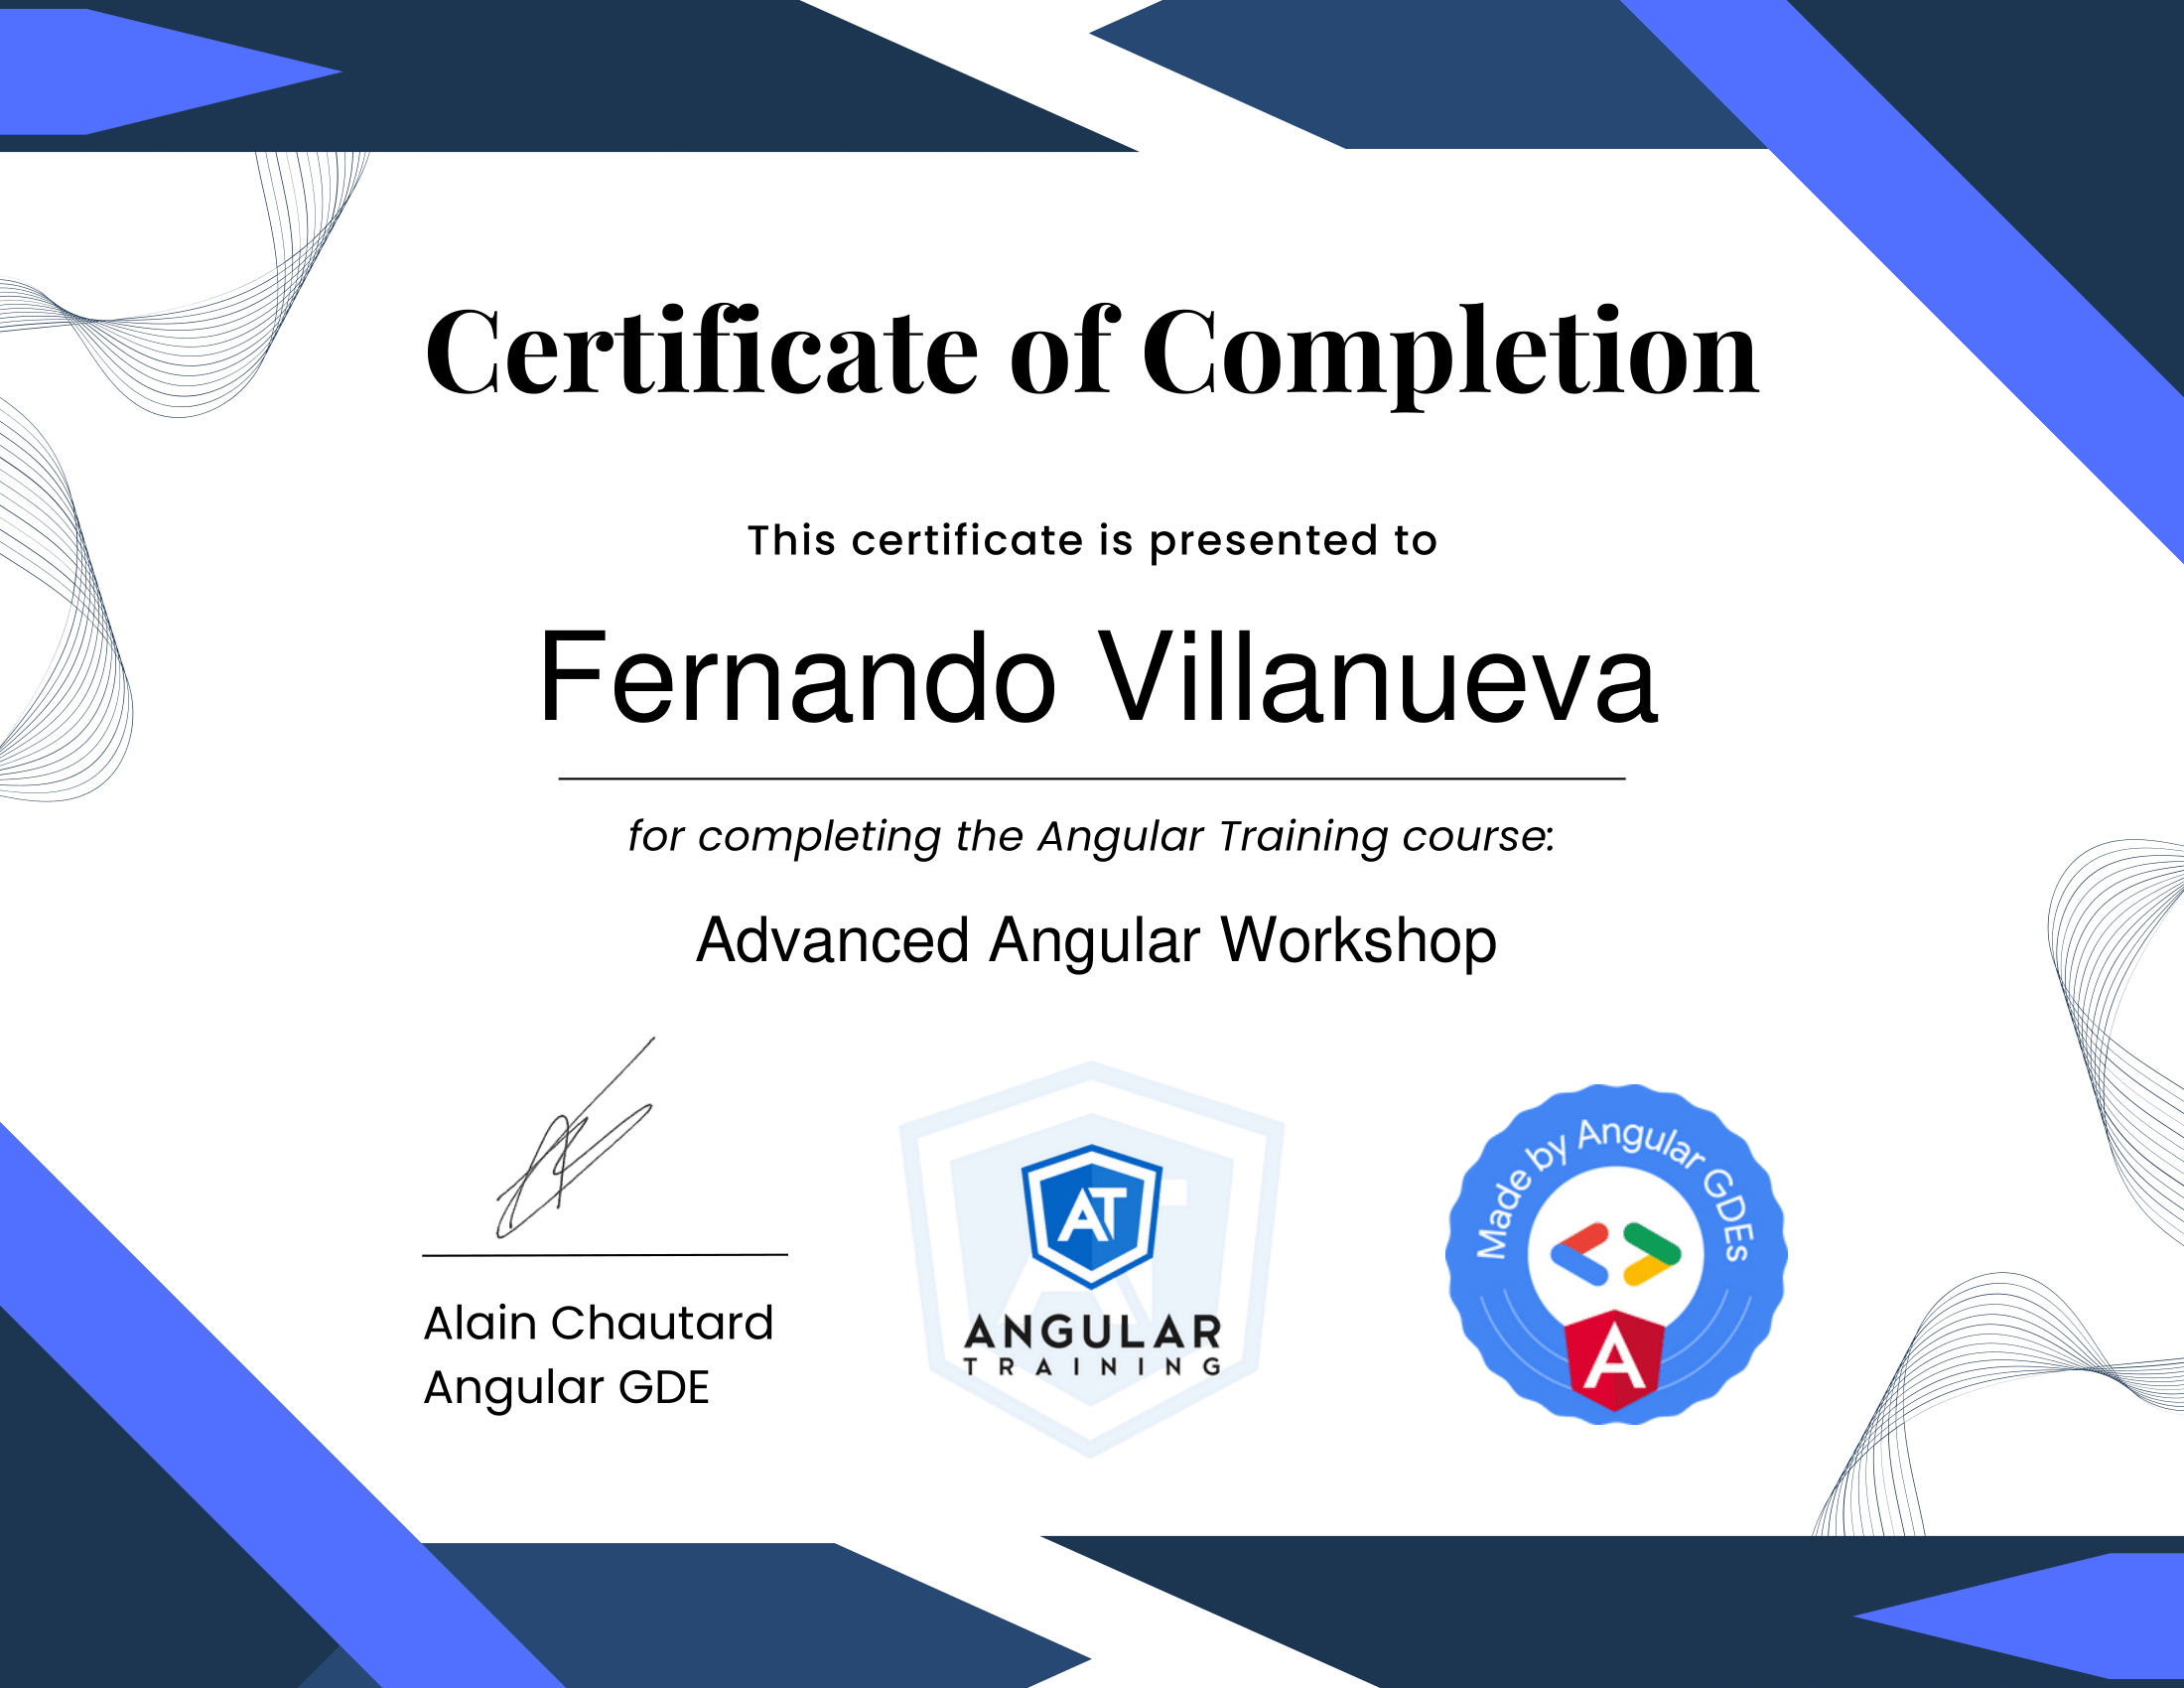 Certificate of Completion
This certificate is presented to
Fernando Villanueva
for completing the Angular Training course:
Advanced Angular Workshop
Alain Chautard
Angular GDE
AT
ANGULAR
TRAINING
Made by Angular GDEs
A